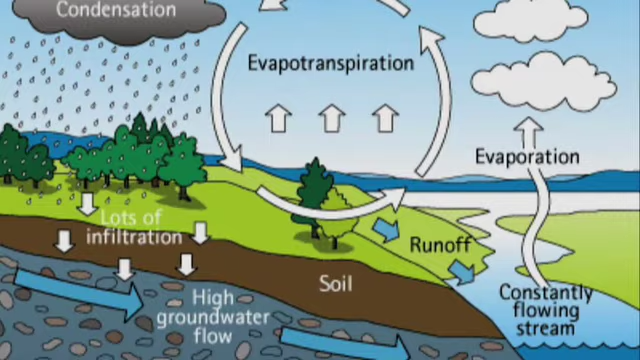 Condensation
Evapotranspiration
Evaporation
Lots of
infiltration
Runoff
Soil
High
groundwater
flow
Constantly
flowing
stream